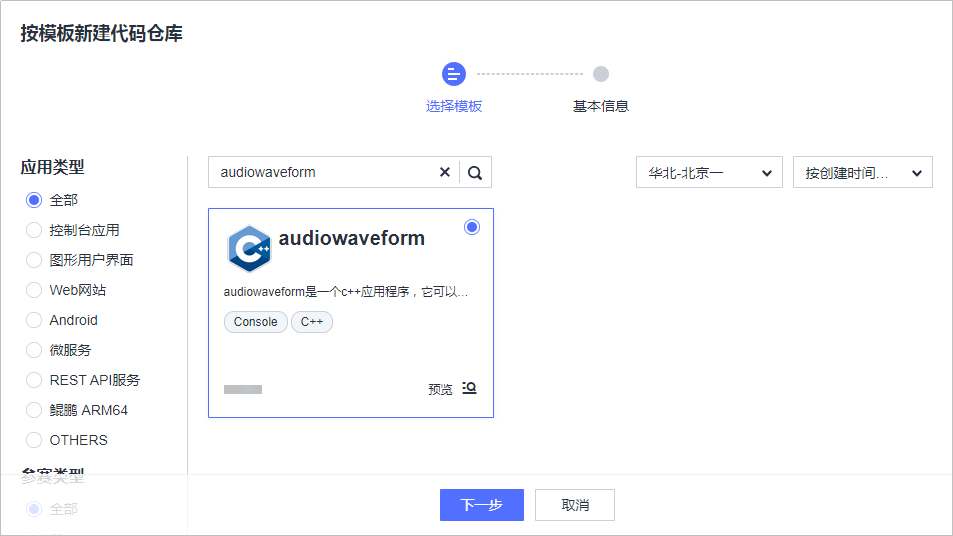 按模板新建代码仓库
选择模板
基本信息
应用类型
全部
控制台应用
图形用户界面
Web网站
Android
微服务
REST API服务
鲲鹏 ARM64
OTHERS
参赛类型
全部
audiowaveform
华北-北京一
按创建时间...
C++
audiowaveform
audiowaveform是一个c++应用程序，它可以...
Console
C++
预览
下一步
取消